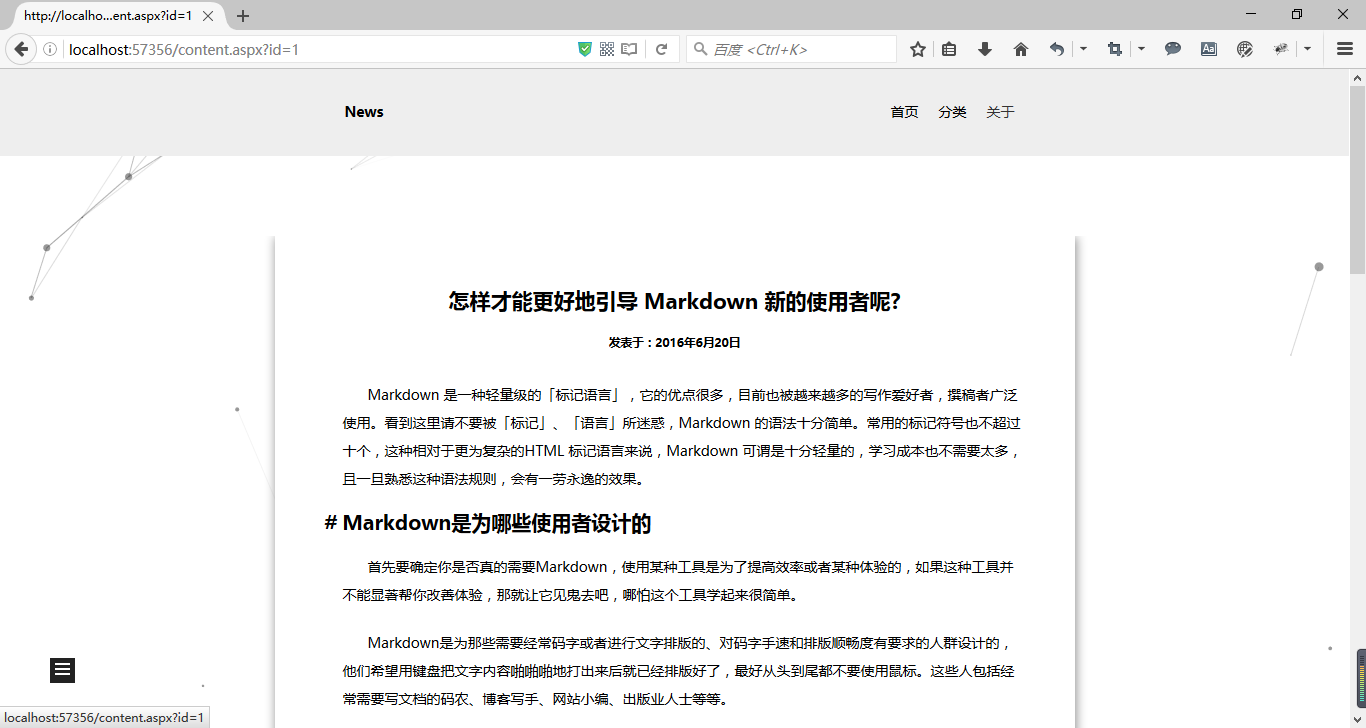 http://localho...ent.aspx?id=1
localhost:57356/content.aspx?id=1
百度 <Ctrl+K>
Aa
News
首页 分类 关于
怎样才能更好地引导 Markdown 新的使用者呢?
发表于：2016年6月20日
Markdown 是一种轻量级的「标记语言」，它的优点很多，目前也被越来越多的写作爱好者，撰稿者广泛
使用。看到这里请不要被「标记」、「语言」所迷惑，Markdown 的语法十分简单。常用的标记符号也不超过
十个，这种相对于更为复杂的HTML 标记语言来说，Markdown 可谓是十分轻量的，学习成本也不需要太多，
且一旦熟悉这种语法规则，会有一劳永逸的效果。
# Markdown是为哪些使用者设计的
首先要确定你是否真的需要Markdown，使用某种工具是为了提高效率或者某种体验的，如果这种工具并
不能显著帮你改善体验，那就让它见鬼去吧，哪怕这个工具学起来很简单。
Markdown是为那些需要经常码字或者进行文字排版的、对码字手速和排版顺畅度有要求的人群设计的，
他们希望用键盘把文字内容啪啪啪地打出来后就已经排版好了，最好从头到尾都不要使用鼠标。这些人包括经
常需要写文档的码农、博客写手、网站小编、出版业人士等等。
localhost:57356/content.aspx?id=1